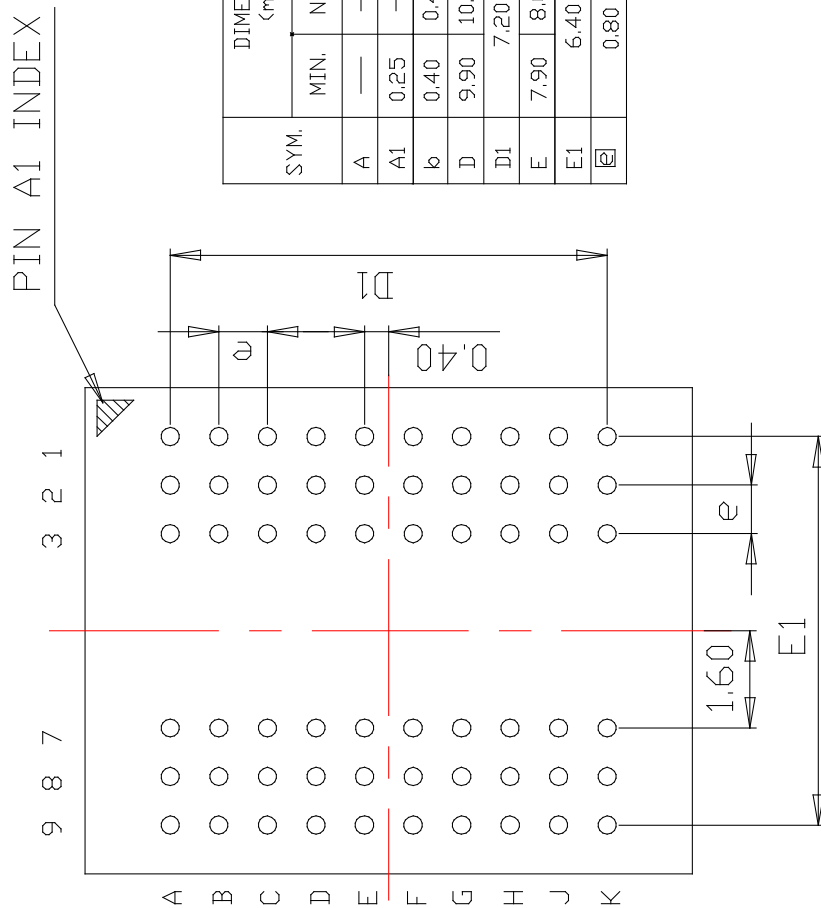 PIN A1 INDEX
SYM.
MIN.
A —
A1 0.25 —
b 0.40
D 9.90
D1 7.20
E 7.90
E1 6.40
e 0.80
D1
e
0.40
1 2 3 7 8 9
A B C D E F G H J K
e
1.60
E1